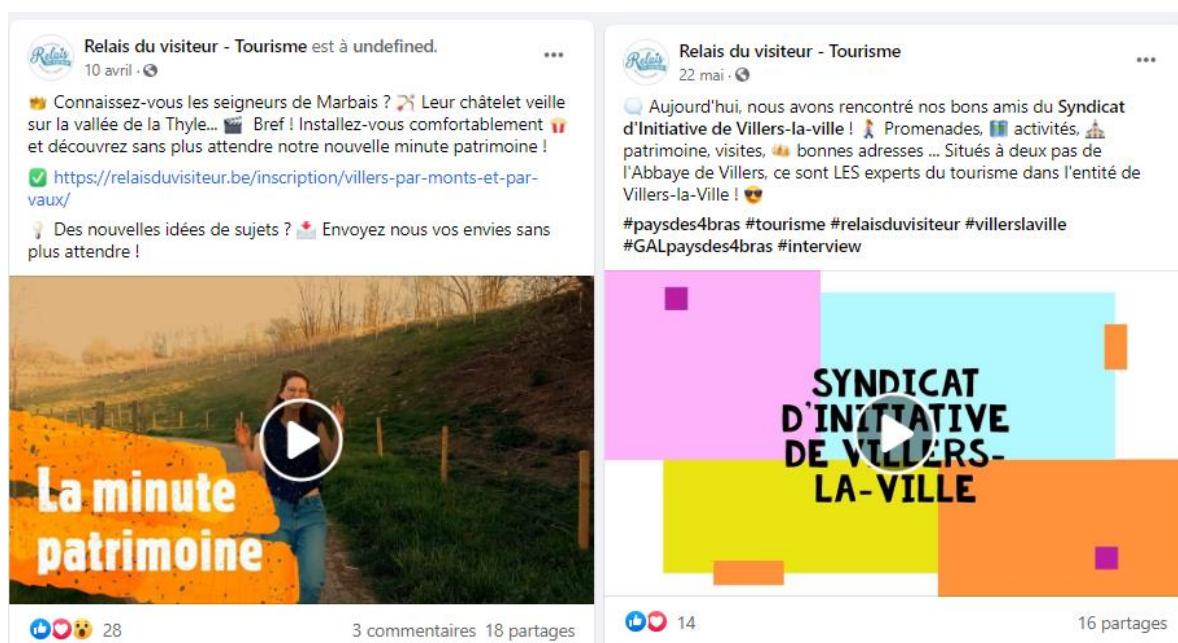 Relais
Relais du visiteur - Tourisme est à undefined.
10 avril ·
👑 Connaissez-vous les seigneurs de Marbais ? 🏹 Leur châtelet veille
sur la vallée de la Thyle... 🎬 Bref ! Installez-vous comfortablement 🍿
et découvrez sans plus attendre notre nouvelle minute patrimoine !
✅ https://relaisduvisiteur.be/inscription/villers-par-monts-et-par-
vaux/
💡 Des nouvelles idées de sujets ? 📩 Envoyez nous vos envies sans
plus attendre !
La minute
patrimoine
28
3 commentaires 18 partages
Relais
Relais du visiteur - Tourisme
22 mai ·
💬 Aujourd'hui, nous avons rencontré nos bons amis du Syndicat
d'Initiative de Villers-la-ville ! 🚶 Promenades, 🗺 activités, ⛪
patrimoine, visites, 👐 bonnes adresses ... Situés à deux pas de
l'Abbaye de Villers, ce sont LES experts du tourisme dans l'entité de
Villers-la-Ville ! 😎
#paysdes4bras #tourisme #relaisduvisiteur #villerslaville
#GALpaysdes4bras #interview
SYNDICAT
D'INITIATIVE
DE VILLERS-
LA-VILLE
14
16 partages